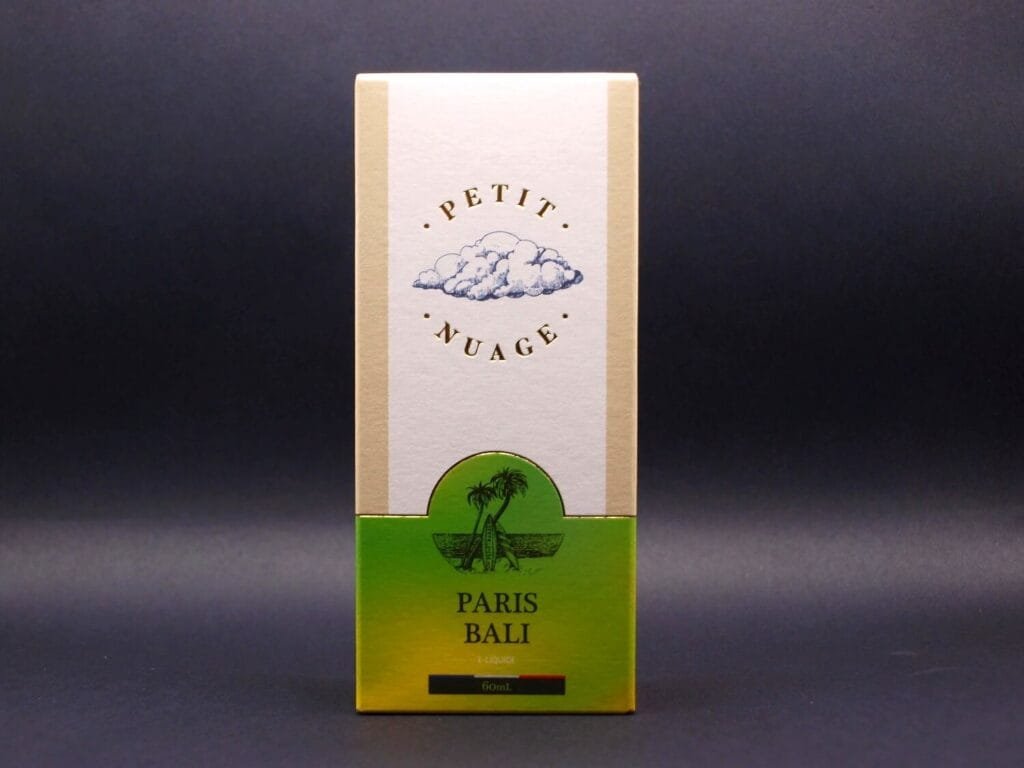 · PETIT ·
· NUAGE ·
PARIS
BALI
E-LIQUIDE
60mL